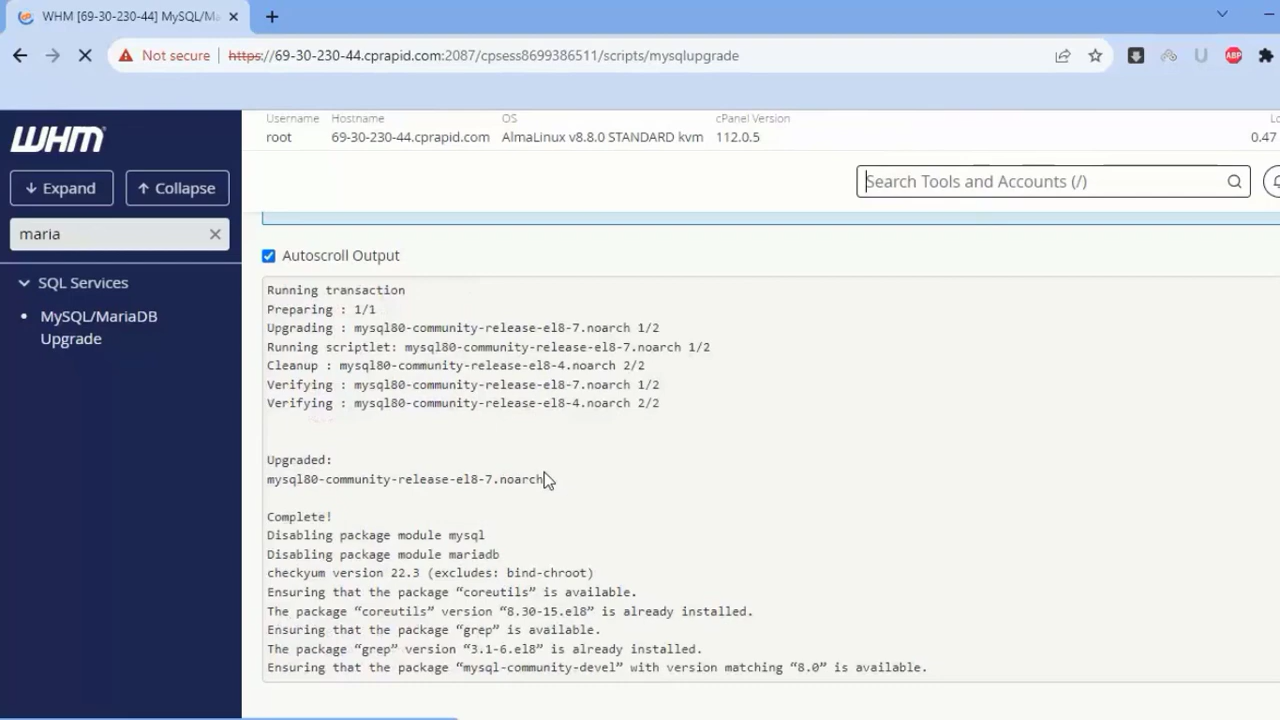 WHM [69-30-230-44] MySQL/Ma
Not secure
https://69-30-230-44.cprapid.com:2087/cpsess8699386511/scripts/mysqlupgrade
ABP
WHM
Username Hostname OS cPanel Version
root 69-30-230-44.cprapid.com AlmaLinux v8.8.0 STANDARD kvm 112.0.5 0.47
Expand
Collapse
Search Tools and Accounts (/)
maria
SQL Services
MySQL/MariaDB
Upgrade
Autoscroll Output
Running transaction
Preparing : 1/1
Upgrading : mysql80-community-release-el8-7.noarch 1/2
Running scriptlet: mysql80-community-release-el8-7.noarch 1/2
Cleanup : mysql80-community-release-el8-4.noarch 2/2
Verifying : mysql80-community-release-el8-7.noarch 1/2
Verifying : mysql80-community-release-el8-4.noarch 2/2
Upgraded:
mysql80-community-release-el8-7.noarch
Complete!
Disabling package module mysql
Disabling package module mariadb
checkyum version 22.3 (excludes: bind-chroot)
Ensuring that the package “coreutils” is available.
The package “coreutils” version “8.30-15.el8” is already installed.
Ensuring that the package “grep” is available.
The package “grep” version “3.1-6.el8” is already installed.
Ensuring that the package “mysql-community-devel” with version matching “8.0” is available.